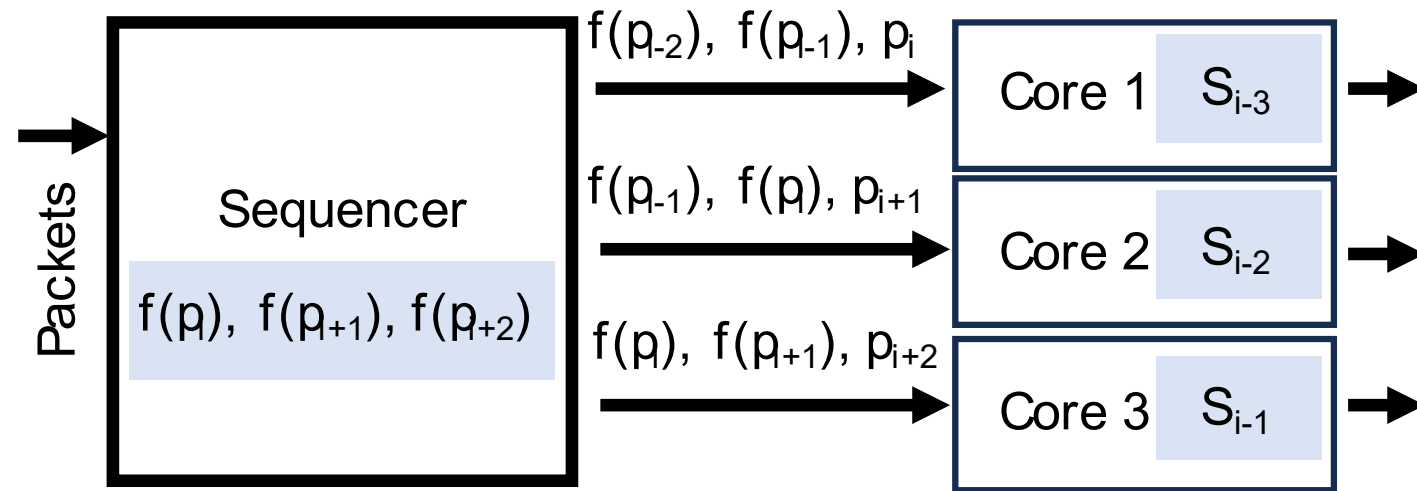 Packets
Sequencer
f(pᵢ), f(pᵢ₊₁), f(pᵢ₊₂)
f(pᵢ₋₂), f(pᵢ₋₁), pᵢ
f(pᵢ₋₁), f(pᵢ), pᵢ₊₁
f(pᵢ), f(pᵢ₊₁), pᵢ₊₂
Core 1 Sᵢ₋₃
Core 2 Sᵢ₋₂
Core 3 Sᵢ₋₁